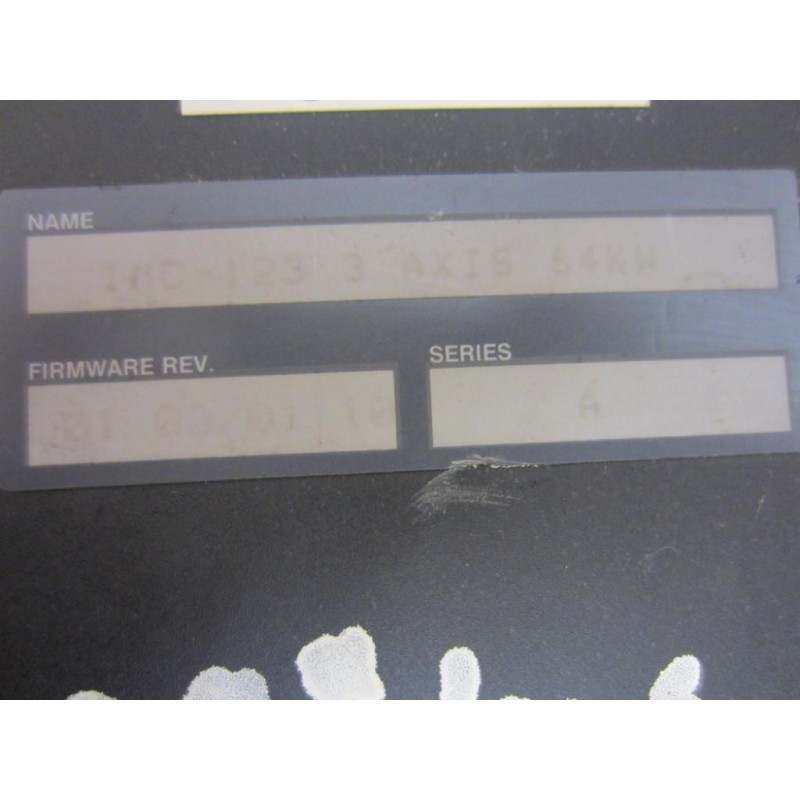 NAME
IMC-123 3 AXIS 64KW
FIRMWARE REV.
SERIES
A